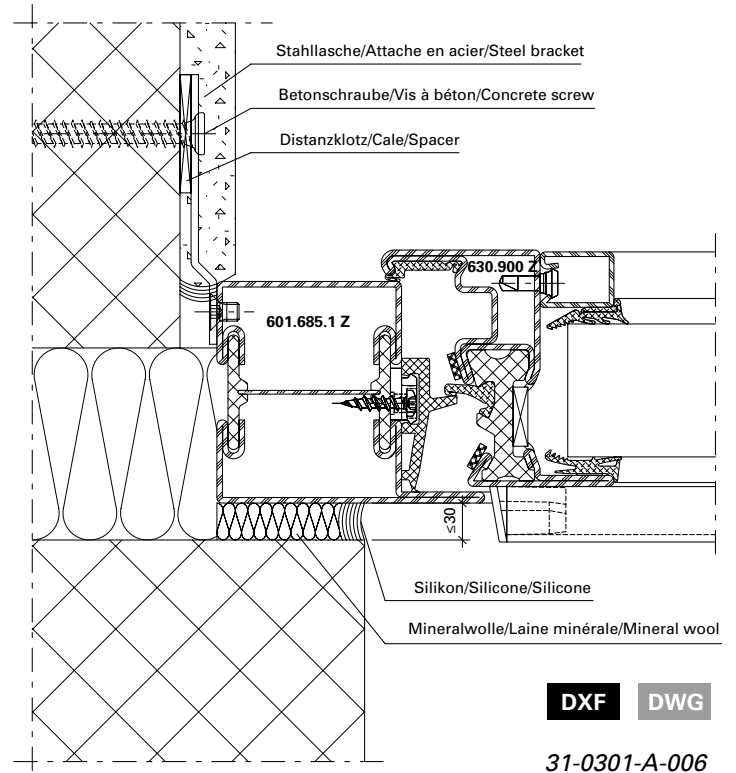 Stahllasche/Attache en acier/Steel bracket
Betonschraube/Vis à béton/Concrete screw
Distanzklotz/Cale/Spacer
630.900 Z
601.685.1 Z
≤30
Silikon/Silicone/Silicone
Mineralwolle/Laine minérale/Mineral wool
DXF DWG
31-0301-A-006